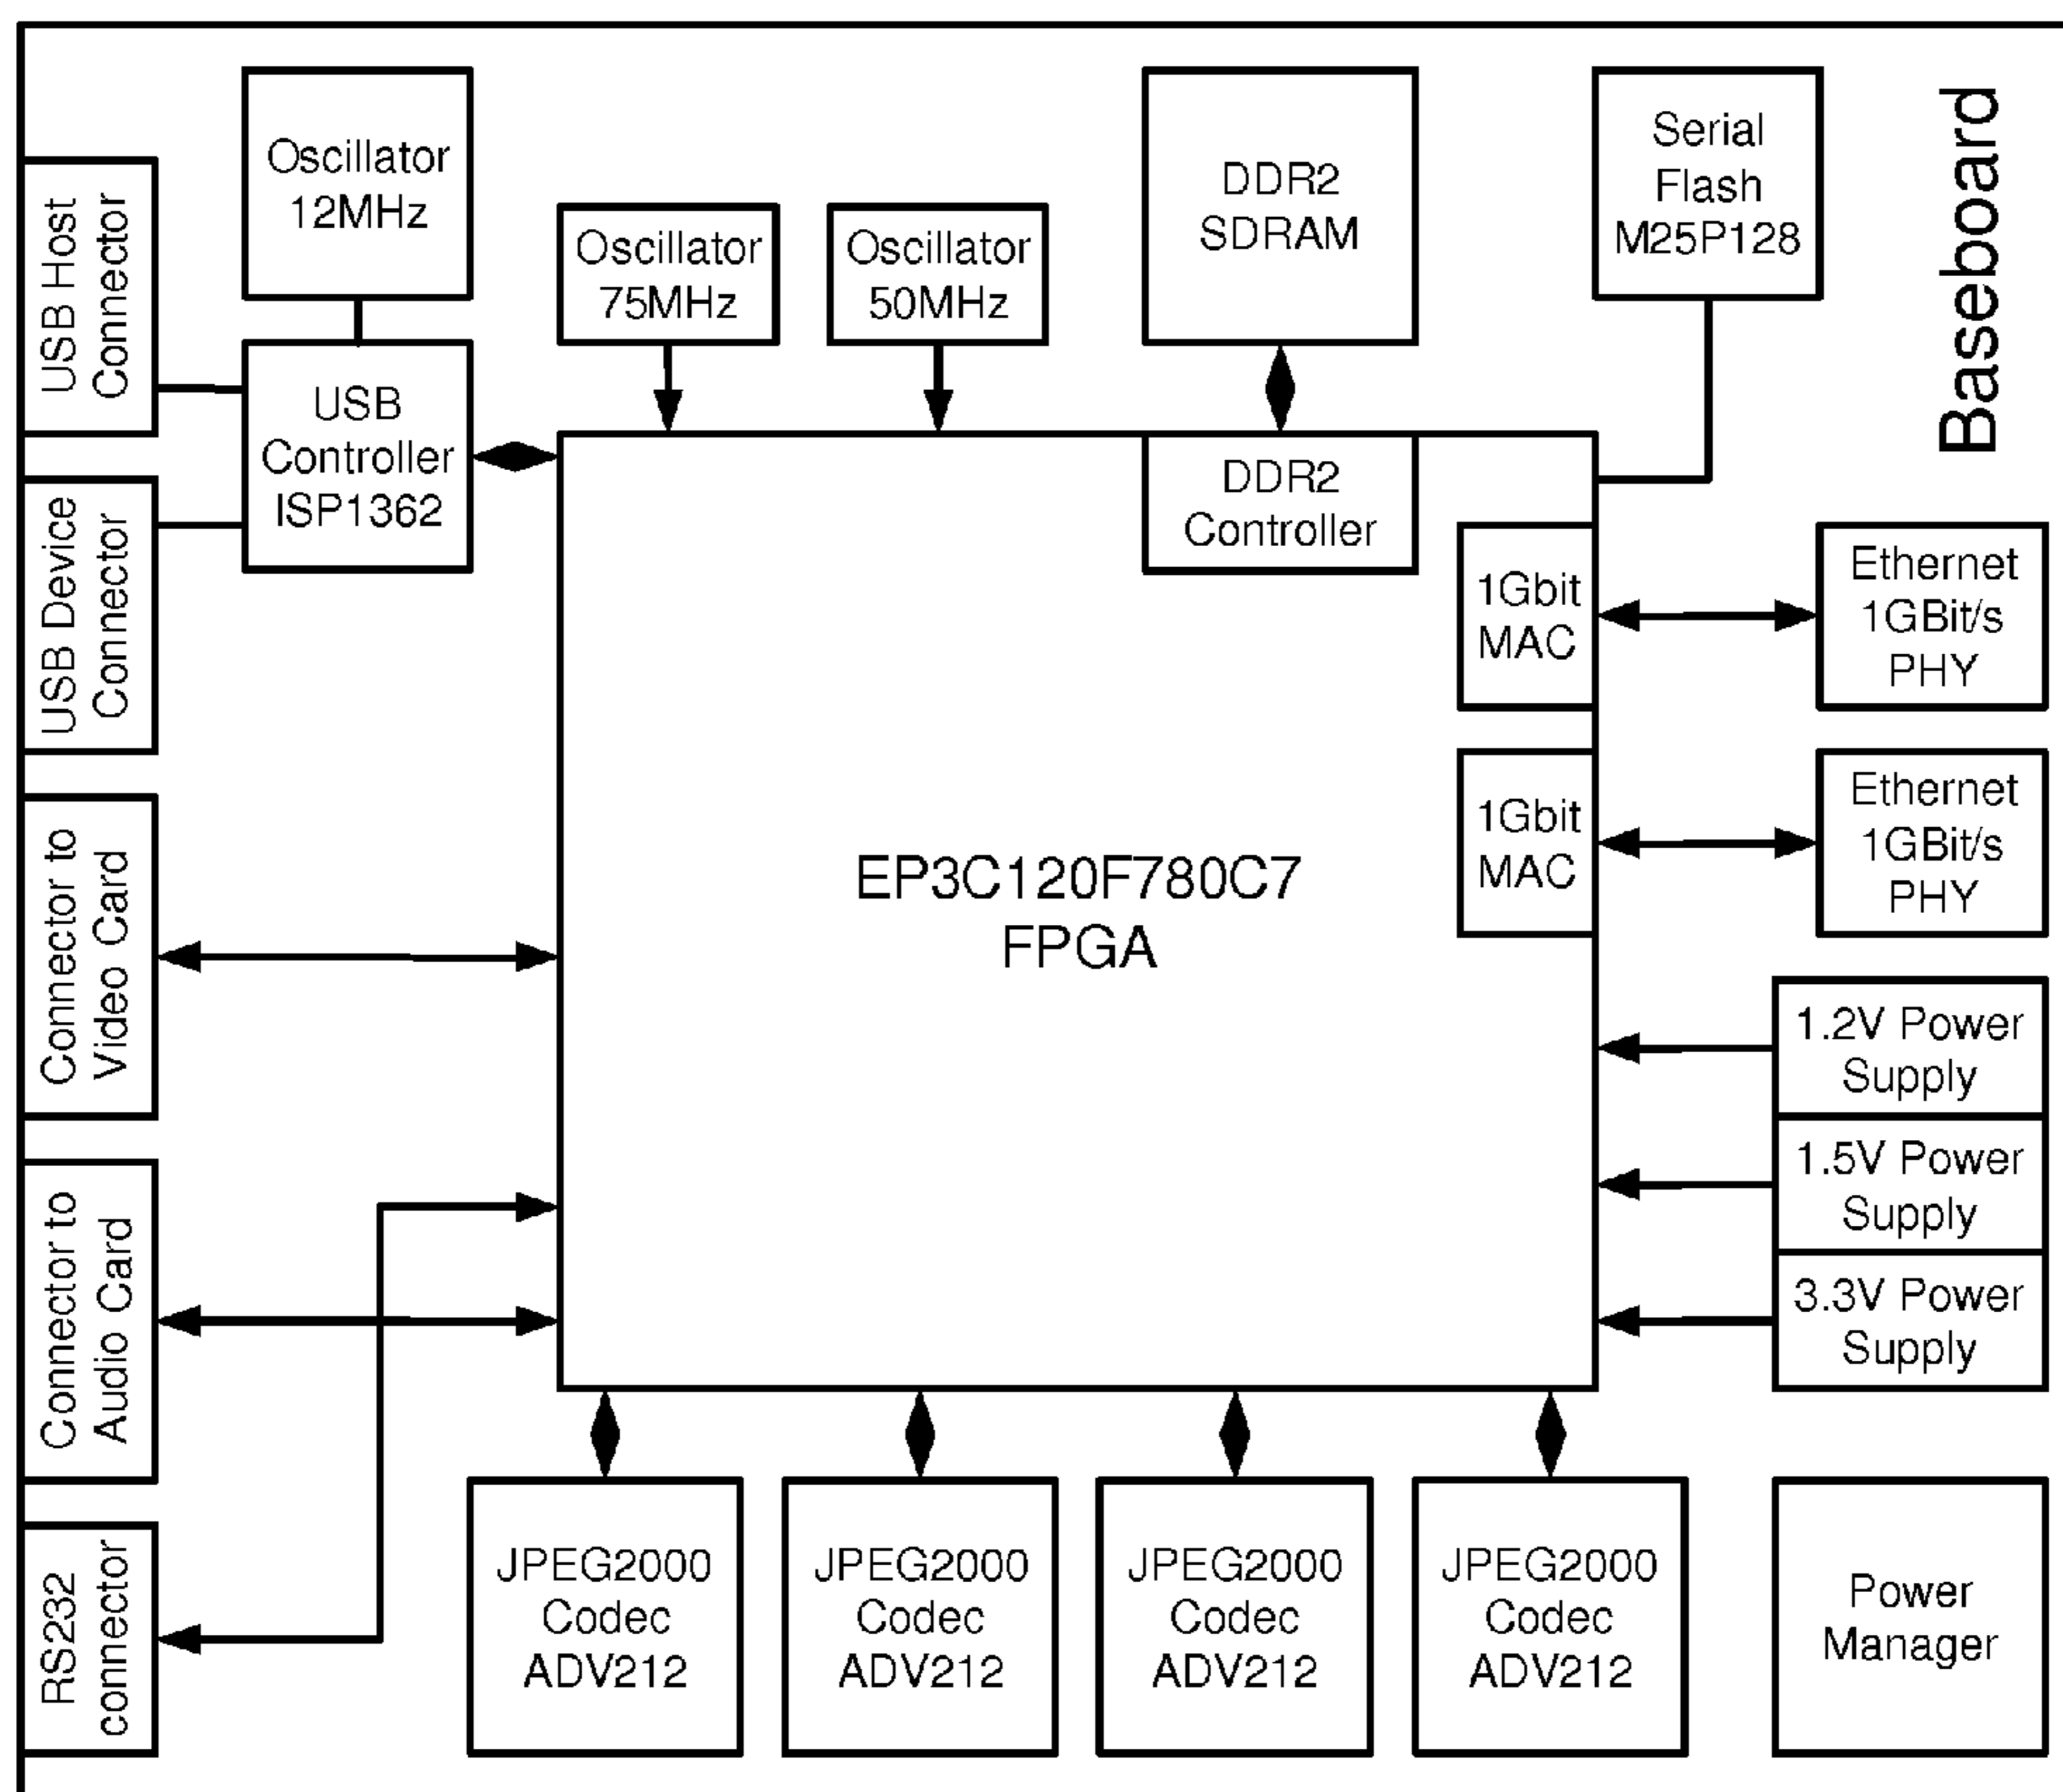 Oscillator
12MHz
Oscillator
75MHz
Oscillator
50MHz
DDR2
SDRAM
Serial
Flash
M25P128
Baseboard
USB Host
Connector
USB
Controller
ISP1362
DDR2
Controller
USB Device
Connector
1Gbit
MAC
Ethernet
1GBit/s
PHY
1Gbit
MAC
Ethernet
1GBit/s
PHY
EP3C120F780C7
FPGA
Connector to
Video Card
1.2V Power
Supply
1.5V Power
Supply
3.3V Power
Supply
Connector to
Audio Card
RS232
connector
JPEG2000
Codec
ADV212
JPEG2000
Codec
ADV212
JPEG2000
Codec
ADV212
JPEG2000
Codec
ADV212
Power
Manager